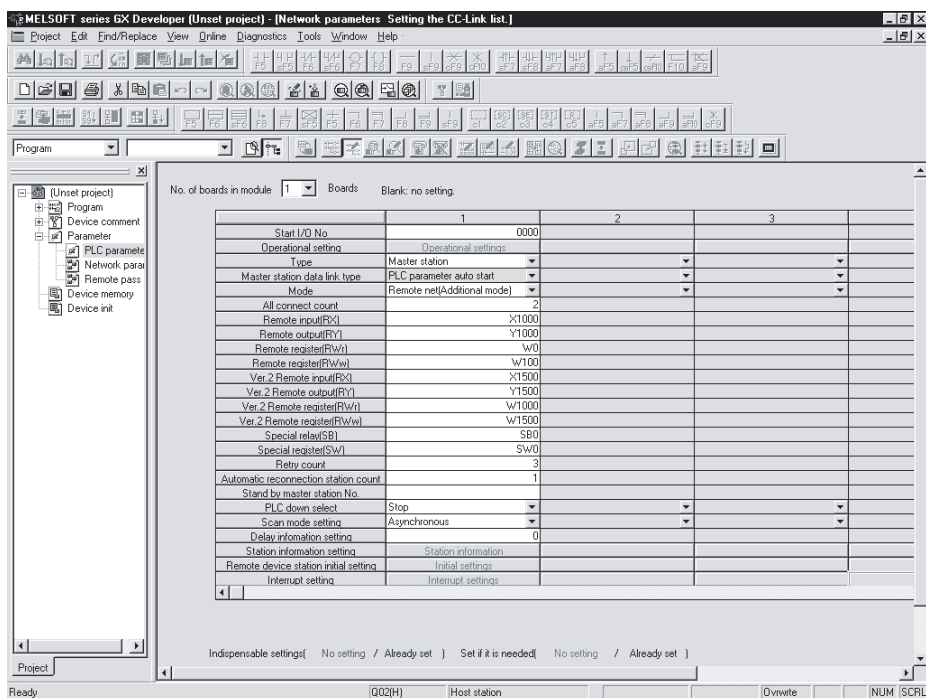 MELSOFT series GX Developer (Unset project) - [Network parameters Setting the CC-Link list.]
Project Edit Find/Replace View Online Diagnostics Tools Window Help
Program
No. of boards in module 1 Boards Blank: no setting.
(Unset project)
Program
Device comment
Parameter
PLC paramete
Network parar
Remote pass
Device memory
Device init
1 2 3
Start I/O No 0000
Operational setting Operational settings
Type Master station
Master station data link type PLC parameter auto start
Mode Remote net(Additional mode)
All connect count 2
Remote input(RX) X1000
Remote output(RY) Y1000
Remote register(RWr) W0
Remote register(RWw) W100
Ver.2 Remote input(RX) X1500
Ver.2 Remote output(RY) Y1500
Ver.2 Remote register(RWr) W1000
Ver.2 Remote register(RWw) W1500
Special relay(SB) SB0
Special register(SW) SW0
Retry count 3
Automatic reconnection station count 1
Stand by master station No.
PLC down select Stop
Scan mode setting Asynchronous
Delay infomation setting 0
Station information setting Station information
Remote device station initial setting Initial settings
Interrupt setting Interrupt settings
Indispensable settings( No setting / Already set ) Set if it is needed( No setting / Already set )
Project
Ready Q02(H) Host station Ovrwrte NUM SCRL